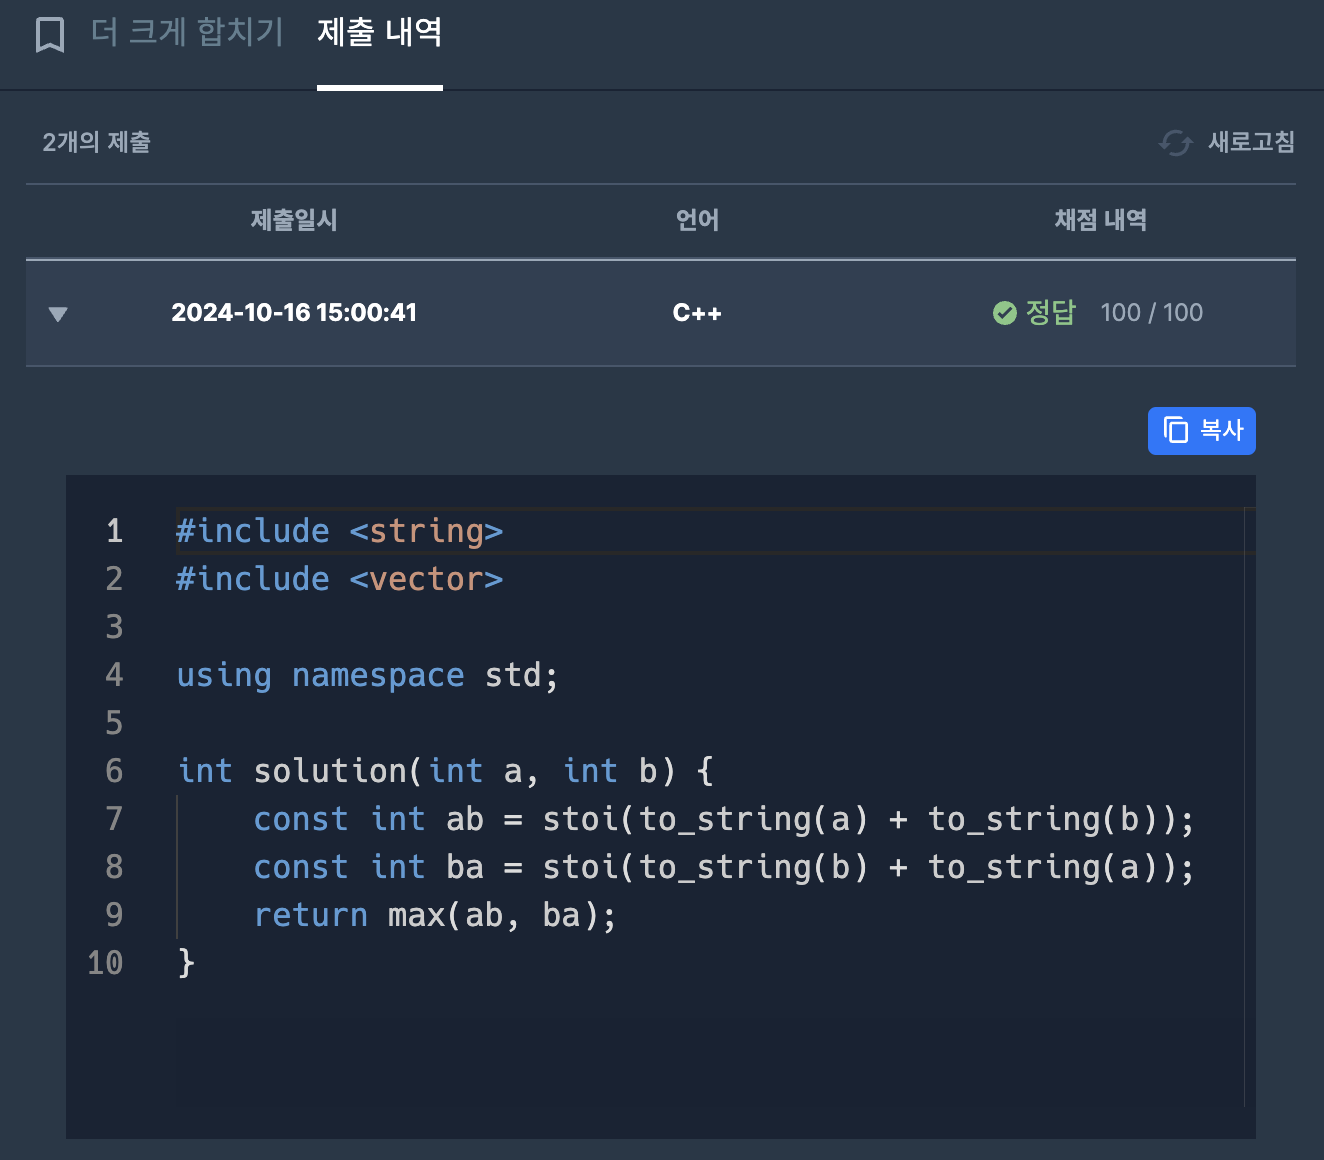 더 크게 합치기 제출 내역
2개의 제출 새로고침
제출일시 언어 채점 내역
2024-10-16 15:00:41 C++ 정답 100 / 100
복사
1 #include <string>
2 #include <vector>
3
4 using namespace std;
5
6 int solution(int a, int b) {
7     const int ab = stoi(to_string(a) + to_string(b));
8     const int ba = stoi(to_string(b) + to_string(a));
9     return max(ab, ba);
10 }